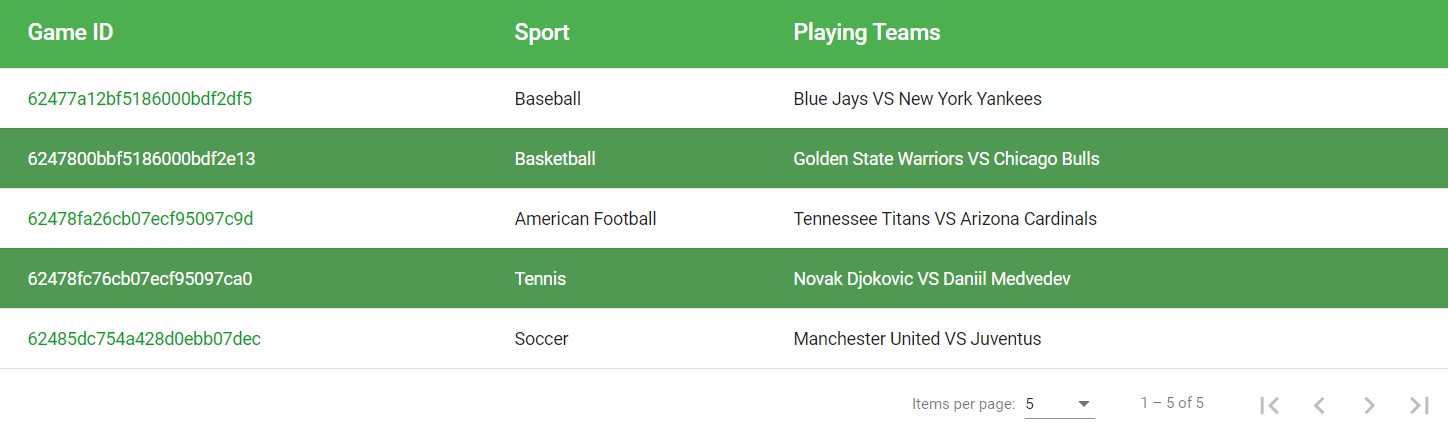 Game ID Sport Playing Teams
62477a12bf5186000bdf2df5 Baseball Blue Jays VS New York Yankees
6247800bbf5186000bdf2e13 Basketball Golden State Warriors VS Chicago Bulls
62478fa26cb07ecf95097c9d American Football Tennessee Titans VS Arizona Cardinals
62478fc76cb07ecf95097ca0 Tennis Novak Djokovic VS Daniil Medvedev
62485dc754a428d0ebb07dec Soccer Manchester United VS Juventus
Items per page: 5 1 – 5 of 5